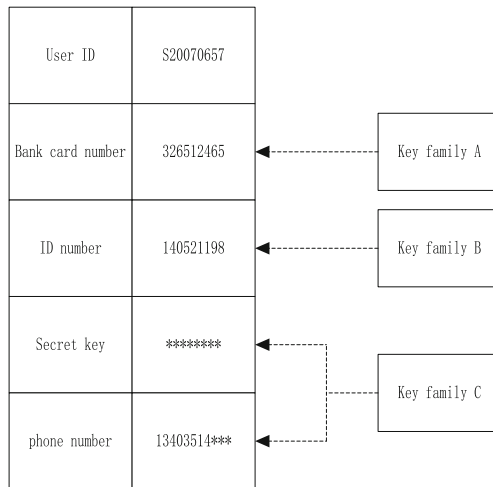 User ID S20070657
Bank card number 326512465 Key family A
ID number 140521198 Key family B
Secret key ********
Key family C
phone number 13403514***